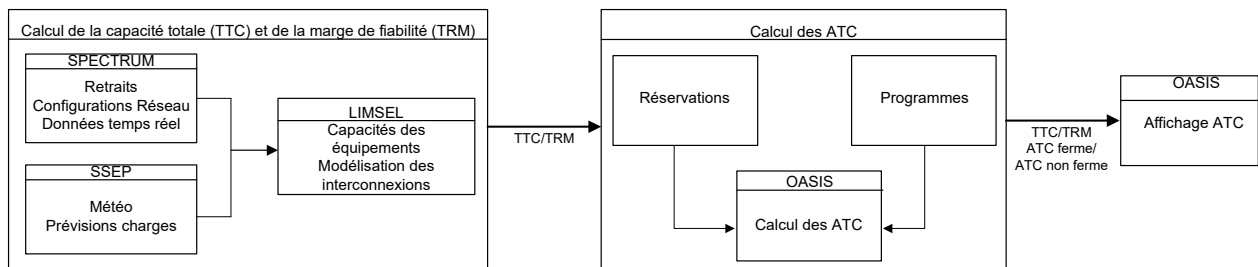 Calcul de la capacité totale (TTC) et de la marge de fiabilité (TRM)
SPECTRUM
Retraits
Configurations Réseau
Données temps réel
SSEP
Météo
Prévisions charges
LIMSEL
Capacités des
équipements
Modélisation des
interconnexions
TTC/TRM
Calcul des ATC
Réservations
Programmes
OASIS
Calcul des ATC
TTC/TRM
ATC ferme/
ATC non ferme
OASIS
Affichage ATC